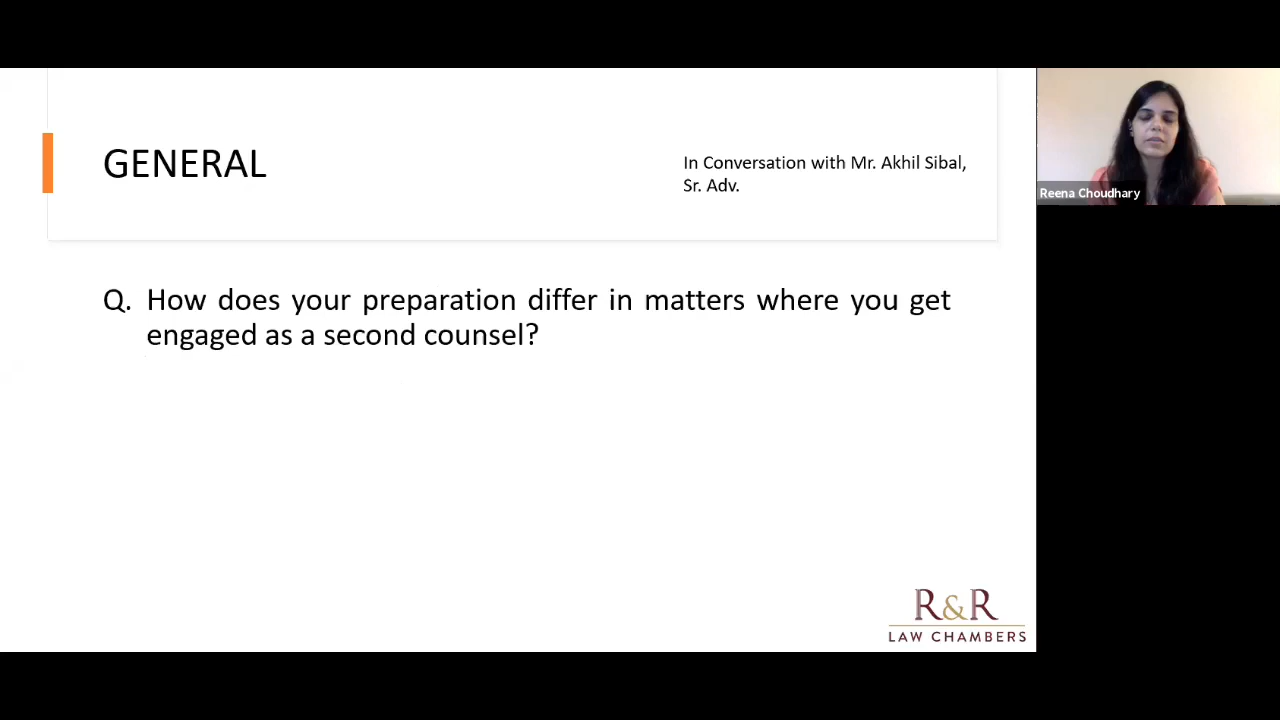 GENERAL
In Conversation with Mr. Akhil Sibal,
Sr. Adv.
Reena Choudhary
Q. How does your preparation differ in matters where you get
engaged as a second counsel?
R&R
LAW CHAMBERS